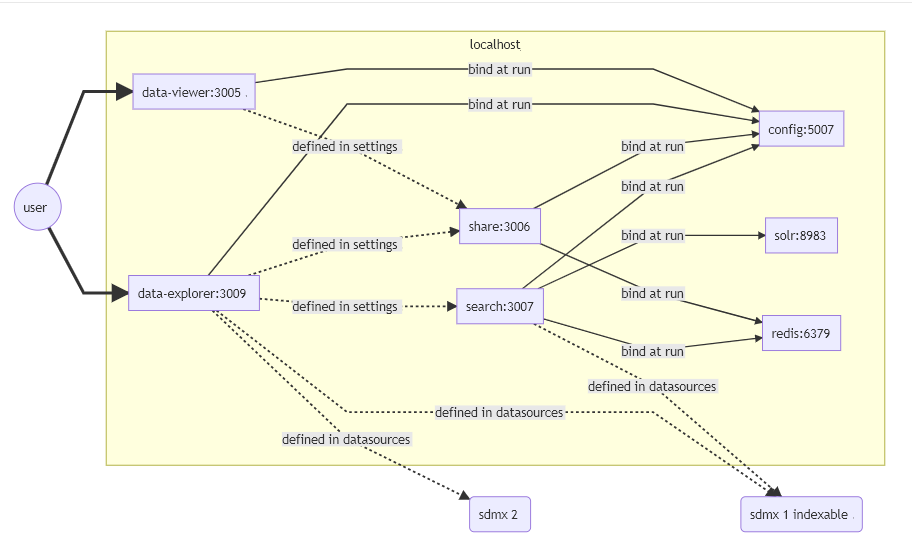 localhost
bind at run
data-viewer:3005
bind at run
config:5007
defined in settings
bind at run
bind at run
user
share:3006
solr:8983
bind at run
defined in settings
data-explorer:3009
bind at run
defined in settings
search:3007
redis:6379
bind at run
defined in datasources
defined in datasources
defined in datasources
sdmx 2
sdmx 1 indexable